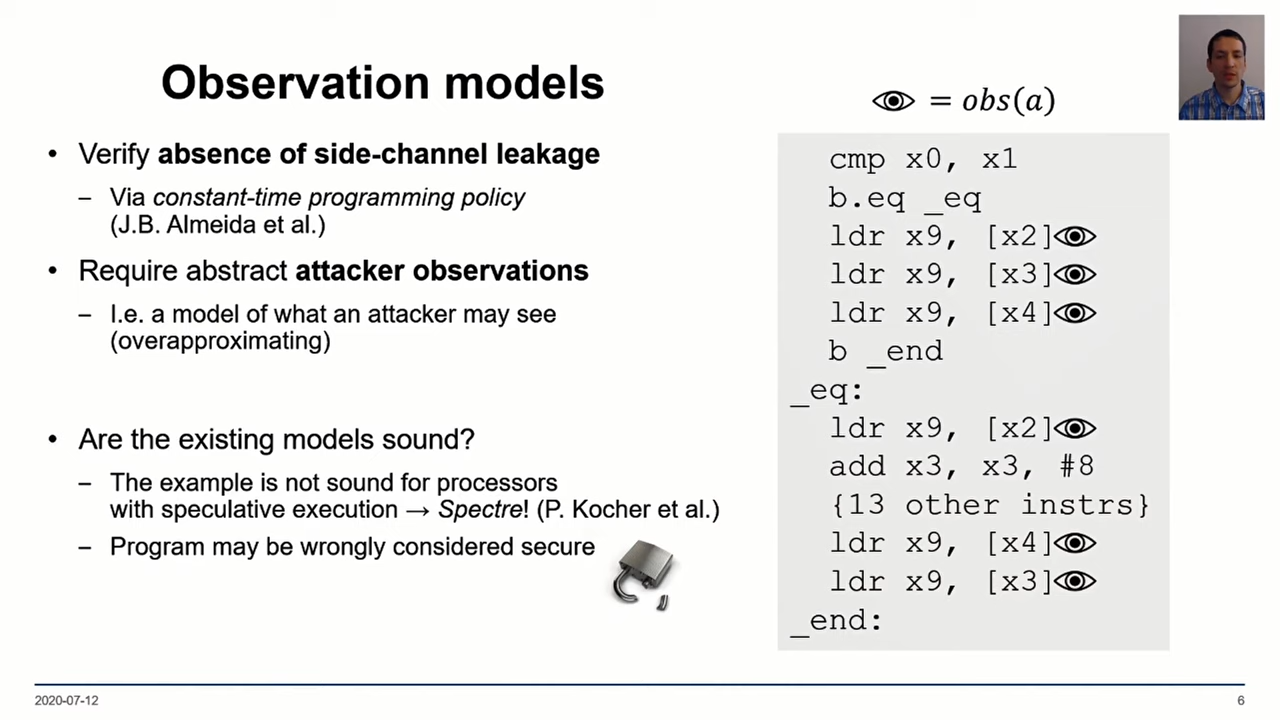 Observation models
• Verify absence of side-channel leakage
– Via constant-time programming policy
(J.B. Almeida et al.)
• Require abstract attacker observations
– I.e. a model of what an attacker may see
(overapproximating)
• Are the existing models sound?
– The example is not sound for processors
with speculative execution → Spectre! (P. Kocher et al.)
– Program may be wrongly considered secure
= obs(a)
cmp x0, x1
b.eq _eq
ldr x9, [x2]
ldr x9, [x3]
ldr x9, [x4]
b _end
_eq:
ldr x9, [x2]
add x3, x3, #8
{13 other instrs}
ldr x9, [x4]
ldr x9, [x3]
_end:
2020-07-12
6